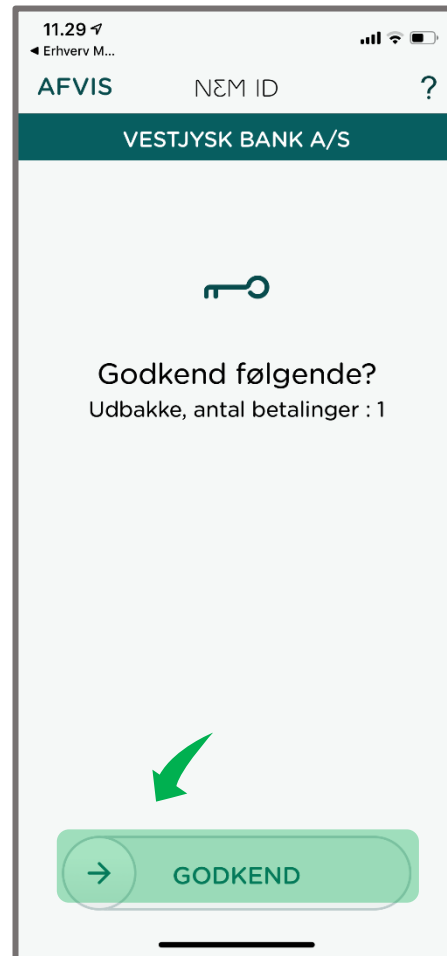 11.29
◀ Erhverv M...
AFVIS NEM ID ?
VESTJYSK BANK A/S
Godkend følgende?
Udbakke, antal betalinger : 1
→ GODKEND